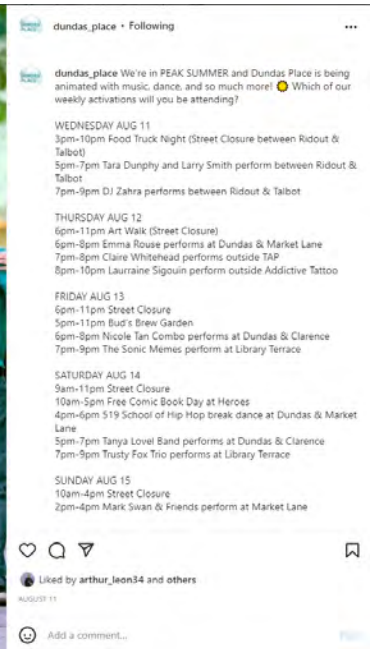 dundas_place • Following
dundas_place We're in PEAK SUMMER and Dundas Place is being
animated with music, dance, and so much more! 🌞 Which of our
weekly activations will you be attending?
WEDNESDAY AUG 11
3pm-10pm Food Truck Night (Street Closure between Ridout &
Talbot)
5pm-7pm Tara Dunphy and Larry Smith perform between Ridout &
Talbot
7pm-9pm DJ Zahra performs between Ridout & Talbot
THURSDAY AUG 12
6pm-11pm Art Walk (Street Closure)
6pm-8pm Emma Rouse performs at Dundas & Market Lane
7pm-8pm Claire Whitehead performs outside TAP
8pm-10pm Laurraine Sigouin perform outside Addictive Tattoo
FRIDAY AUG 13
6pm-11pm Street Closure
5pm-11pm Bud's Brew Garden
6pm-8pm Nicole Tan Combo performs at Dundas & Clarence
7pm-9pm The Sonic Memes perform at Library Terrace
SATURDAY AUG 14
9am-11pm Street Closure
10am-5pm Free Comic Book Day at Heroes
4pm-6pm 519 School of Hip Hop break dance at Dundas & Market
Lane
5pm-7pm Tanya Lovel Band performs at Dundas & Clarence
7pm-9pm Trusty Fox Trio performs at Library Terrace
SUNDAY AUG 15
10am-4pm Street Closure
2pm-4pm Mark Swan & Friends perform at Market Lane
Liked by arthur_leon34 and others
AUGUST 11
Add a comment...